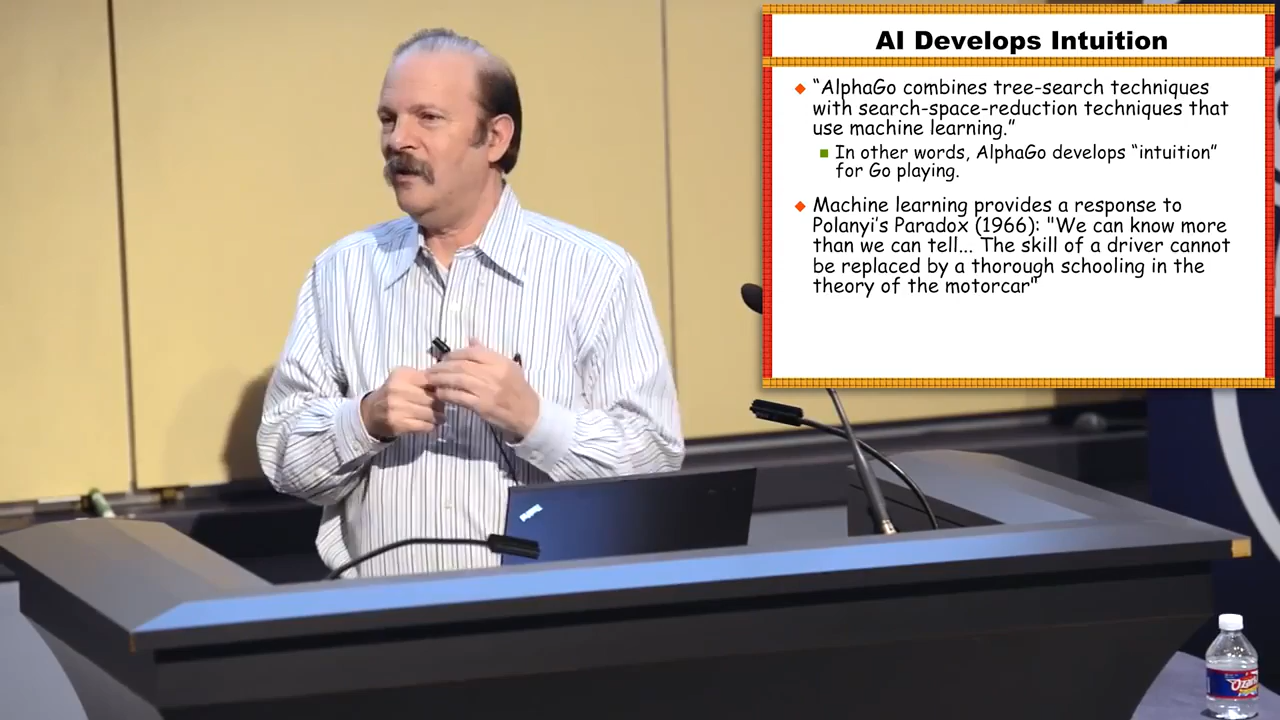 AI Develops Intuition
“AlphaGo combines tree-search techniques
with search-space-reduction techniques that
use machine learning.”
In other words, AlphaGo develops “intuition”
for Go playing.
Machine learning provides a response to
Polanyi’s Paradox (1966): "We can know more
than we can tell... The skill of a driver cannot
be replaced by a thorough schooling in the
theory of the motorcar"